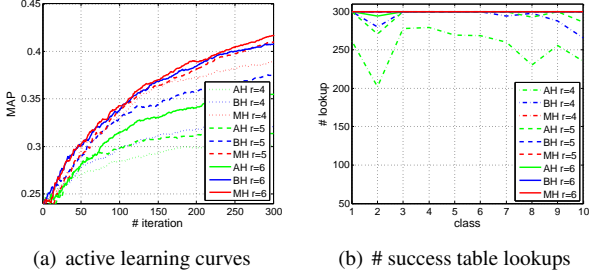 0.45
0.4
0.35
0.3
0.25
MAP
0
50
100
150
200
250
300
# iteration
AH r=4
BH r=4
MH r=4
AH r=5
BH r=5
MH r=5
AH r=6
BH r=6
MH r=6
(a) active learning curves
300
250
200
150
100
50
# lookup
1
2
3
4
5
6
7
8
9
10
class
AH r=4
BH r=4
MH r=4
AH r=5
BH r=5
MH r=5
AH r=6
BH r=6
MH r=6
(b) # success table lookups